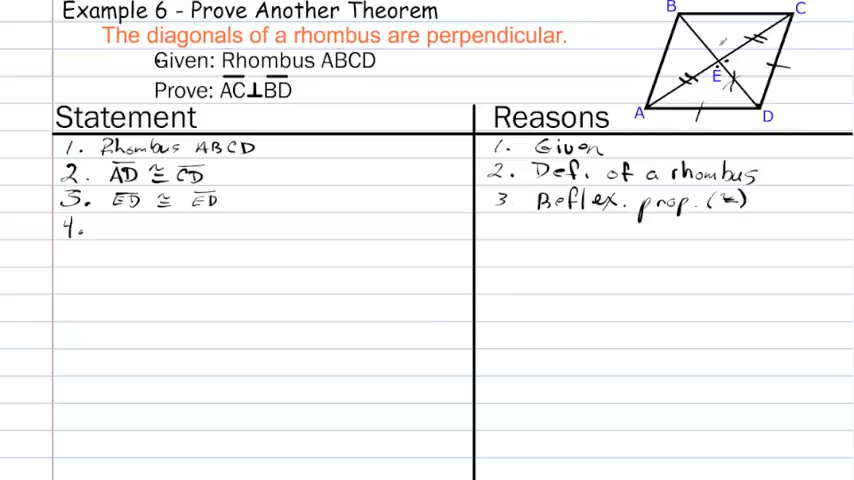 Example 6 - Prove Another Theorem
The diagonals of a rhombus are perpendicular.
Given: Rhombus ABCD
Prove: AC⊥BD
B
C
E
A
D
Statement
Reasons
1. Rhombus ABCD
1. Given
2. AD ≅ CD
2. Def. of a rhombus
3. ED ≅ ED
3 Reflex. prop. (≅)
4.